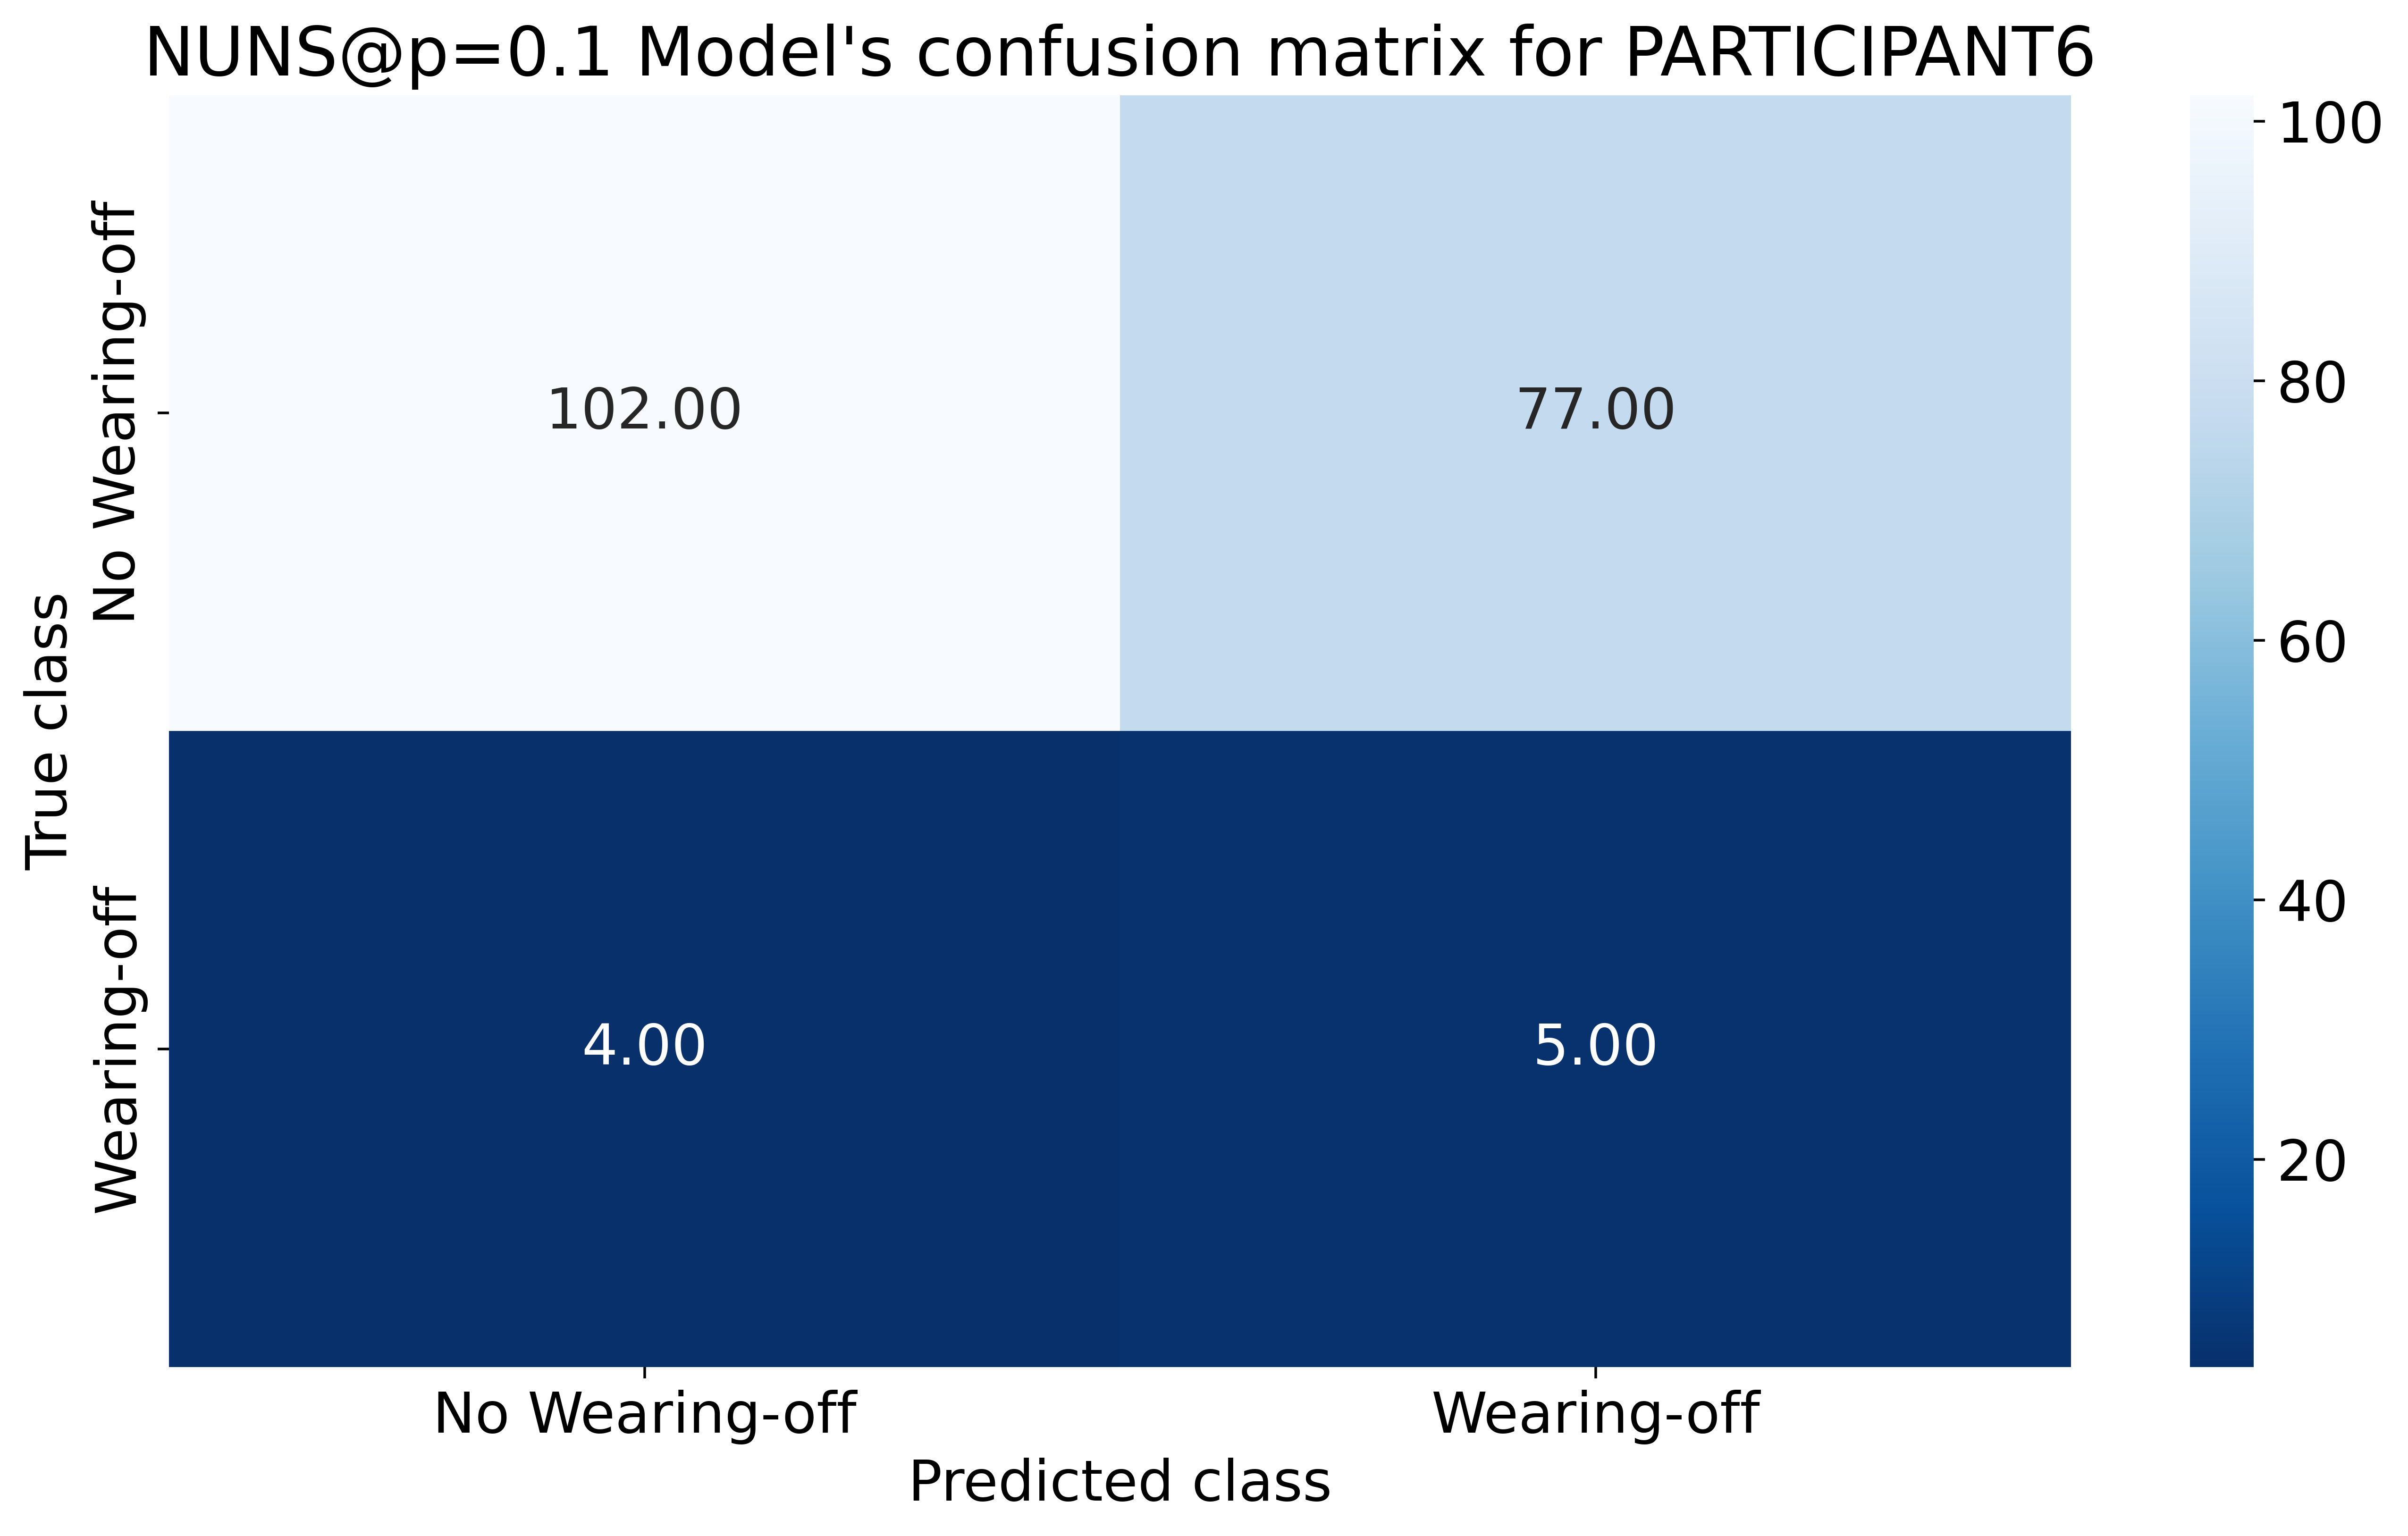 NUNS@p=0.1 Model's confusion matrix for PARTICIPANT6
True class
No Wearing-off
Wearing-off
102.00
77.00
4.00
5.00
No Wearing-off
Wearing-off
Predicted class
100
80
60
40
20